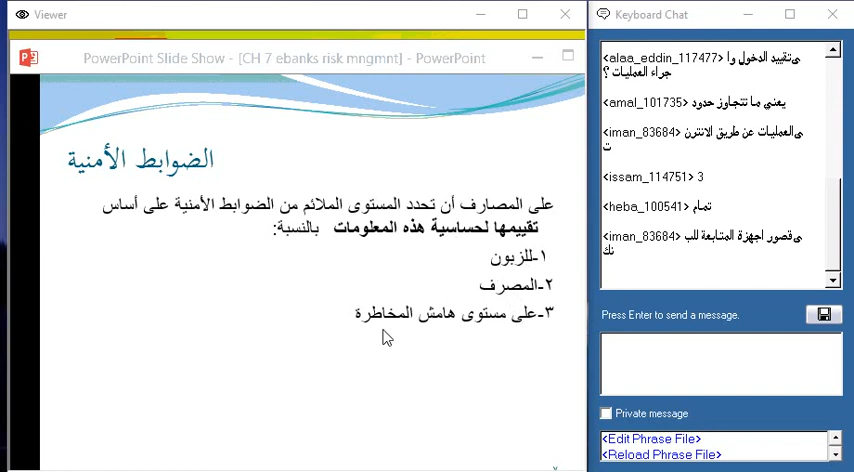 Viewer
PowerPoint Slide Show - [CH 7 ebanks risk mngmnt] - PowerPoint
الضوابط الأمنية
على المصارف أن تحدد المستوى الملائم من الضوابط الأمنية على أساس
تقييمها لحساسية هذه المعلومات بالنسبة:
١-للزبون
٢-المصرف
٣-على مستوى هامش المخاطرة
٧
Keyboard Chat
<alaa_eddin_117477> ى تقييد الدخول وا
جراء العمليات ؟
<amal_101735> يعني ما تتجاوز حدود
<iman_83684> ى العمليات عن طريق الانترن
ت
<issam_114751> 3
<heba_100541> تمام
<iman_83684> ى قصور اجهزة المتابعة للب
نك
Press Enter to send a message.
Private message
<Edit Phrase File>
<Reload Phrase File>